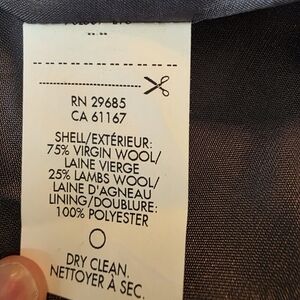 RN 29685
CA 61167
SHELL/EXTÉRIEUR:
75% VIRGIN WOOL/
LAINE VIERGE
25% LAMBS WOOL/
LAINE D'AGNEAU
LINING/DOUBLURE:
100% POLYESTER
DRY CLEAN.
NETTOYER À SEC.